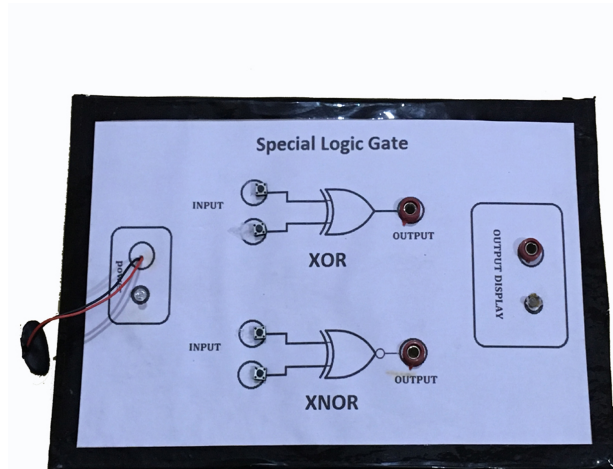 Special Logic Gate
INPUT
OUTPUT
XOR
power
OUTPUT DISPLAY
INPUT
OUTPUT
XNOR